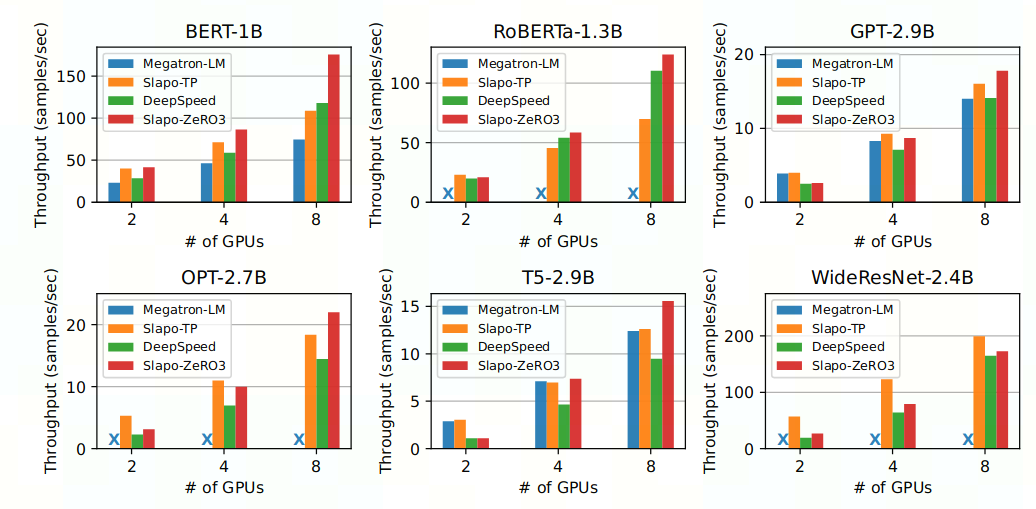 BERT-1B
Throughput (samples/sec)
150
100
50
0
Megatron-LM
Slapo-TP
DeepSpeed
Slapo-ZeRO3
2
4
8
# of GPUs
RoBERTa-1.3B
Throughput (samples/sec)
100
50
0
Megatron-LM
Slapo-TP
DeepSpeed
Slapo-ZeRO3
X
X
X
2
4
8
# of GPUs
GPT-2.9B
Throughput (samples/sec)
20
10
0
Megatron-LM
Slapo-TP
DeepSpeed
Slapo-ZeRO3
2
4
8
# of GPUs
OPT-2.7B
Throughput (samples/sec)
20
10
0
Megatron-LM
Slapo-TP
DeepSpeed
Slapo-ZeRO3
X
X
X
2
4
8
# of GPUs
T5-2.9B
Throughput (samples/sec)
15
10
5
0
Megatron-LM
Slapo-TP
DeepSpeed
Slapo-ZeRO3
2
4
8
# of GPUs
WideResNet-2.4B
Throughput (samples/sec)
200
100
0
Megatron-LM
Slapo-TP
DeepSpeed
Slapo-ZeRO3
X
X
X
2
4
8
# of GPUs